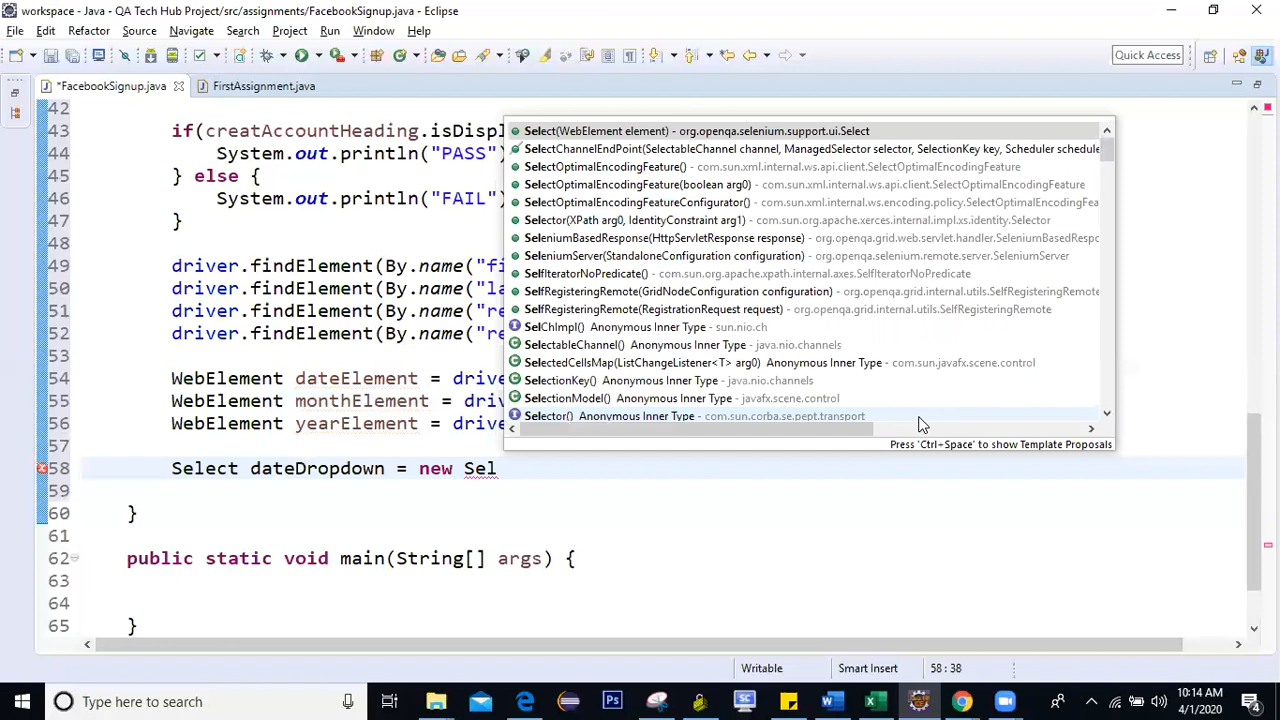 workspace - Java - QA Tech Hub Project/src/assignments/FacebookSignup.java - Eclipse
File Edit Refactor Source Navigate Search Project Run Window Help
Quick Access
*FacebookSignup.java FirstAssignment.java
42
43 if(creatAccountHeading.isDispl
44 System.out.println("PASS")
45 } else {
46 System.out.println("FAIL")
47 }
48
49 driver.findElement(By.name("fi
50 driver.findElement(By.name("la
51 driver.findElement(By.name("re
52 driver.findElement(By.name("re
53
54 WebElement dateElement = drive
55 WebElement monthElement = driv
56 WebElement yearElement = drive
57
58 Select dateDropdown = new Sel
59
60 }
61
62 public static void main(String[] args) {
63
64
65 }
Select(WebElement element) - org.openqa.selenium.support.ui.Select
SelectChannelEndPoint(SelectableChannel channel, ManagedSelector selector, SelectionKey key, Scheduler schedule
SelectOptimalEncodingFeature() - com.sun.xml.internal.ws.api.client.SelectOptimalEncodingFeature
SelectOptimalEncodingFeature(boolean arg0) - com.sun.xml.internal.ws.api.client.SelectOptimalEncodingFeature
SelectOptimalEncodingFeatureConfigurator() - com.sun.xml.internal.ws.encoding.policy.SelectOptimalEncodingFea
Selector(XPath arg0, IdentityConstraint arg1) - com.sun.org.apache.xerces.internal.impl.xs.identity.Selector
SeleniumBasedResponse(HttpServletResponse response) - org.openqa.grid.web.servlet.handler.SeleniumBasedRespo
SeleniumServer(StandaloneConfiguration configuration) - org.openqa.selenium.remote.server.SeleniumServer
SelfIteratorNoPredicate() - com.sun.org.apache.xpath.internal.axes.SelfIteratorNoPredicate
SelfRegisteringRemote(GridNodeConfiguration configuration) - org.openqa.grid.internal.utils.SelfRegisteringRemote
SelfRegisteringRemote(RegistrationRequest request) - org.openqa.grid.internal.utils.SelfRegisteringRemote
SelChImpl() Anonymous Inner Type - sun.nio.ch
SelectableChannel() Anonymous Inner Type - java.nio.channels
SelectedCellsMap(ListChangeListener<T> arg0) Anonymous Inner Type - com.sun.javafx.scene.control
SelectionKey() Anonymous Inner Type - java.nio.channels
SelectionModel() Anonymous Inner Type - javafx.scene.control
Selector() Anonymous Inner Type - com.sun.corba.se.pept.transport
Press 'Ctrl+Space' to show Template Proposals
Writable Smart Insert 58 : 38
Type here to search
10:14 AM
4/1/2020
4